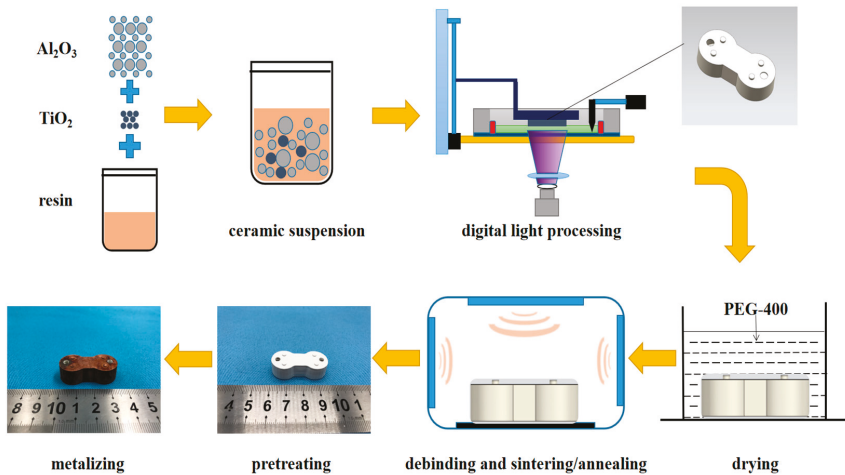 Al₂O₃
TiO₂
resin
ceramic suspension
digital light processing
PEG-400
8 9 10 1 2 3 4 5
4 5 6 7 8 9 10 1
metalizing
pretreating
debinding and sintering/annealing
drying